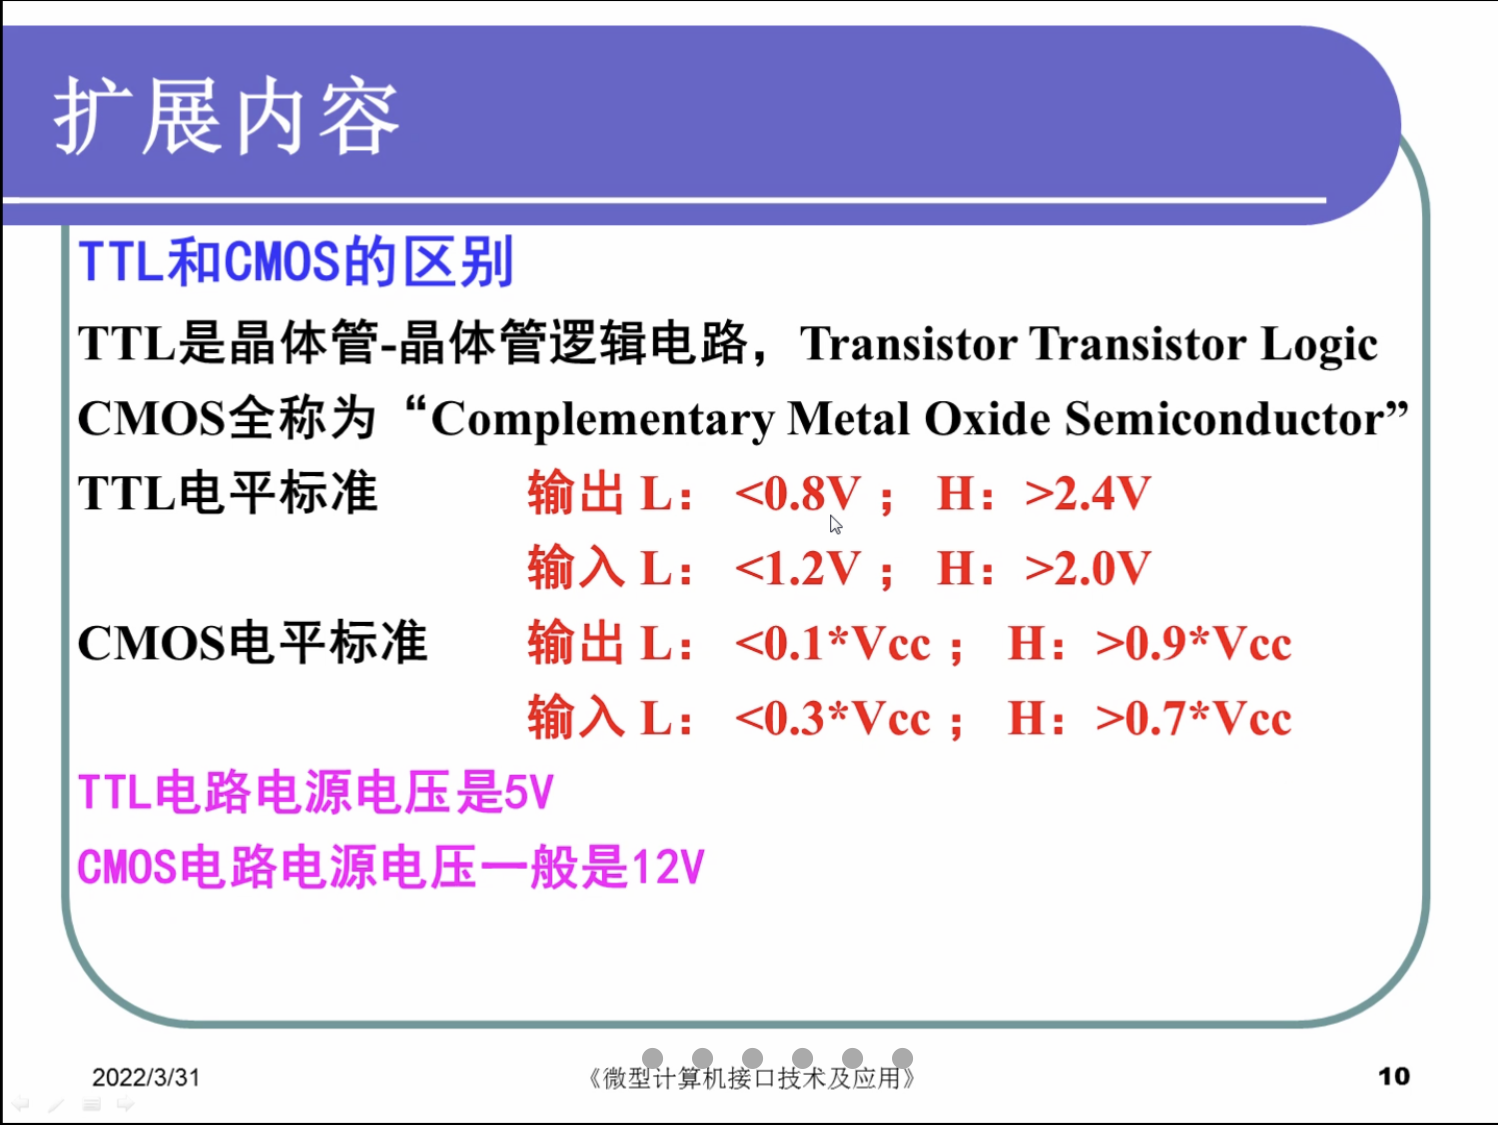 扩展内容
TTL和CMOS的区别
TTL是晶体管-晶体管逻辑电路，Transistor Transistor Logic
CMOS全称为“Complementary Metal Oxide Semiconductor”
TTL电平标准 输出 L： <0.8V ； H：>2.4V
输入 L： <1.2V ； H：>2.0V
CMOS电平标准 输出 L： <0.1*Vcc ； H：>0.9*Vcc
输入 L： <0.3*Vcc ； H：>0.7*Vcc
TTL电路电源电压是5V
CMOS电路电源电压一般是12V
2022/3/31 《微型计算机接口技术及应用》 10